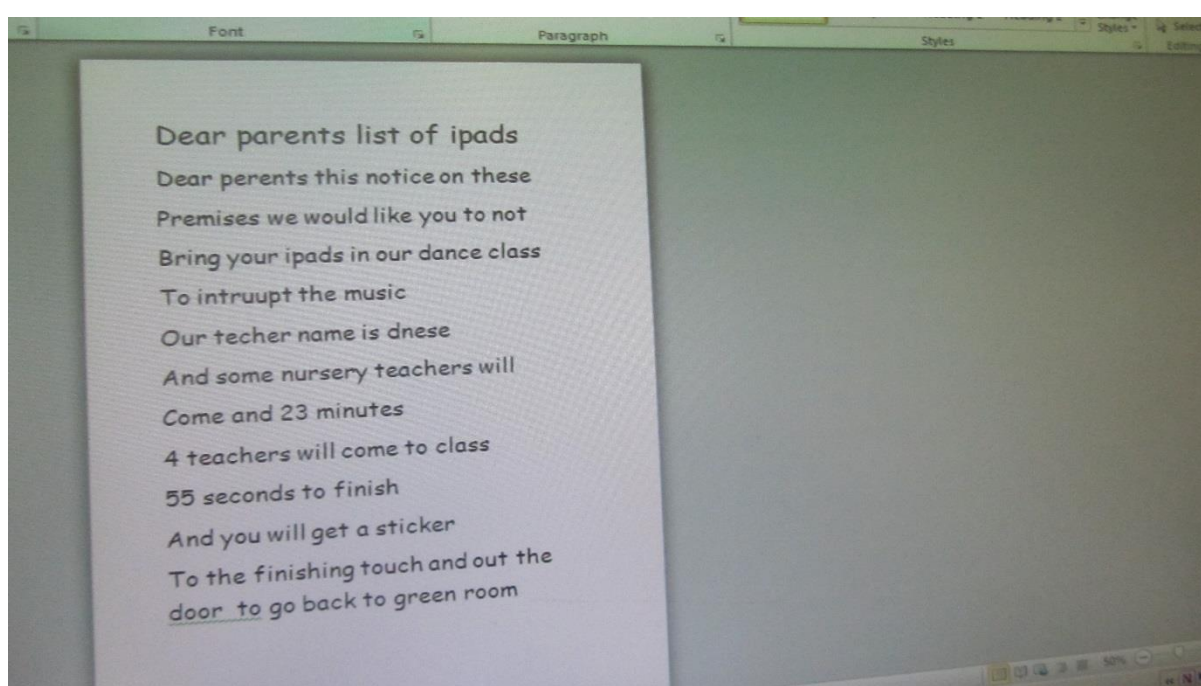 Font
Paragraph
Styles
Styles
Editing
Dear parents list of ipads
Dear perents this notice on these
Premises we would like you to not
Bring your ipads in our dance class
To intruupt the music
Our techer name is dnese
And some nursery teachers will
Come and 23 minutes
4 teachers will come to class
55 seconds to finish
And you will get a sticker
To the finishing touch and out the
door to go back to green room
50%